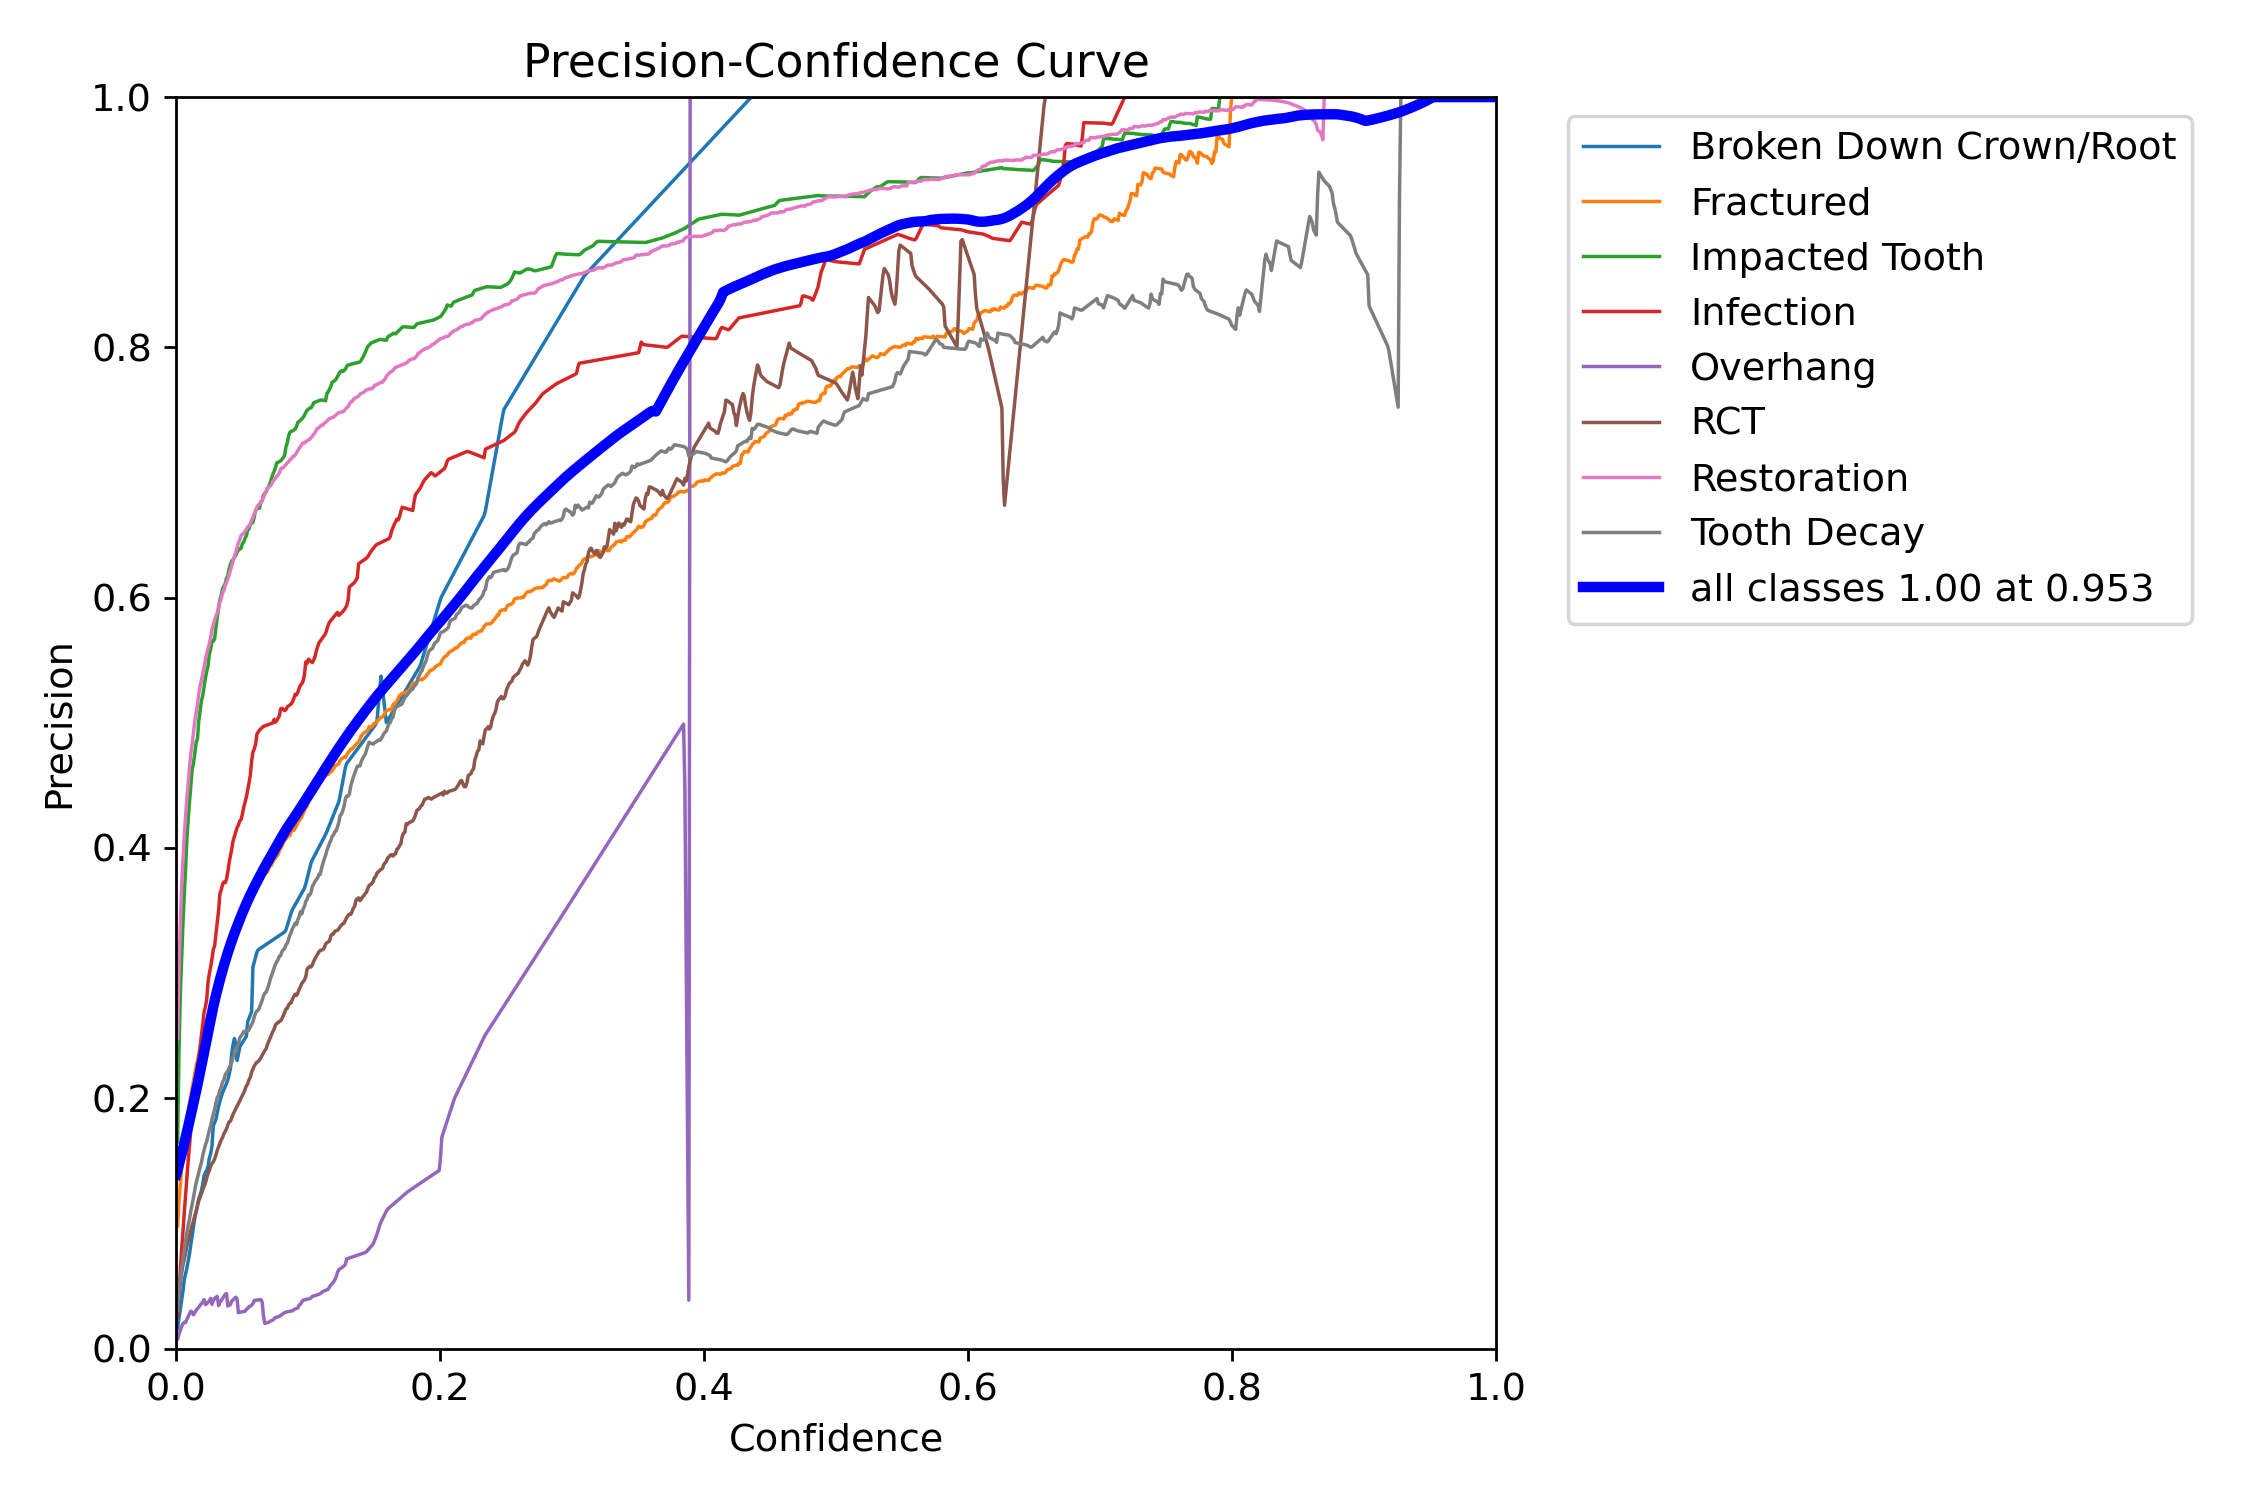 Precision-Confidence Curve
1.0
0.8
0.6
0.4
0.2
0.0
Precision
0.0 0.2 0.4 0.6 0.8 1.0
Confidence
Broken Down Crown/Root
Fractured
Impacted Tooth
Infection
Overhang
RCT
Restoration
Tooth Decay
all classes 1.00 at 0.953